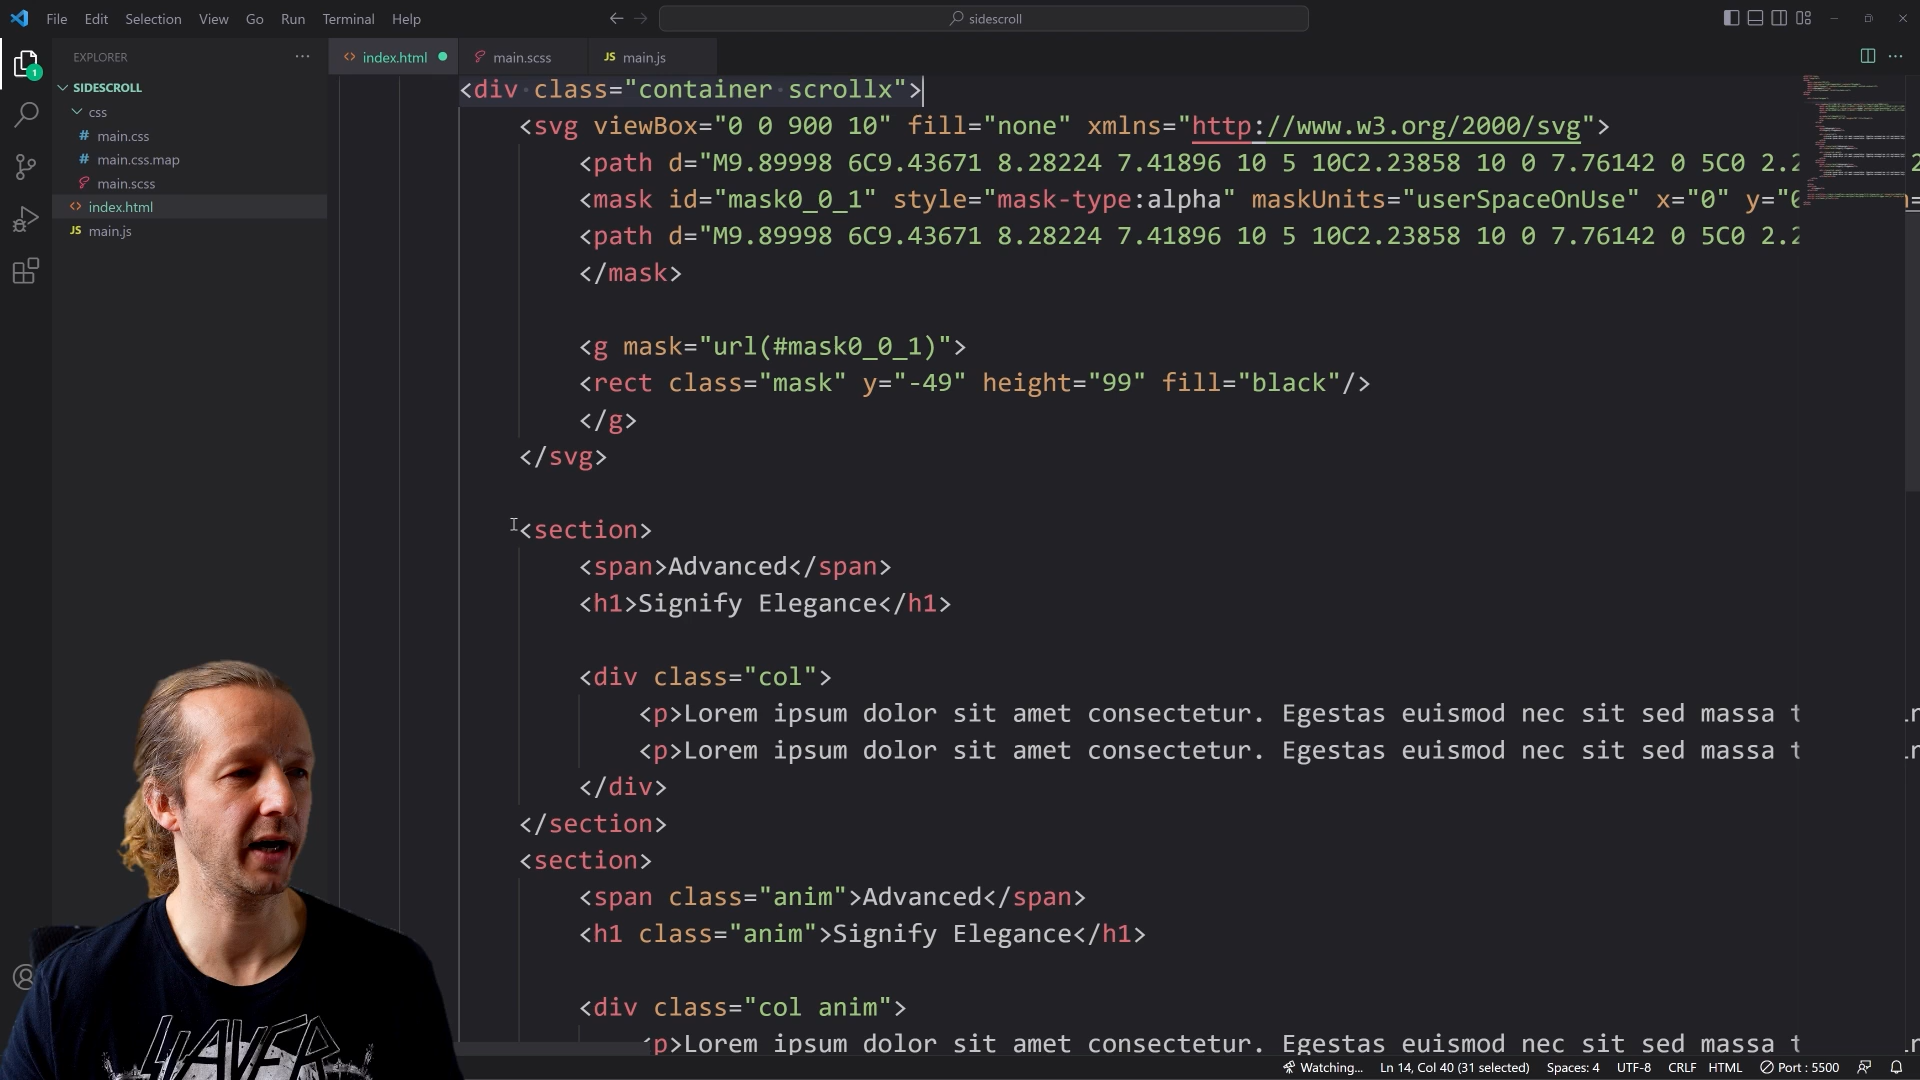 File Edit Selection View Go Run Terminal Help
sidescroll
EXPLORER
index.html
main.scss
JS main.js
1
SIDESCROLL
css
# main.css
# main.css.map
main.scss
<> index.html
JS main.js
<div class="container scrollx">
<svg viewBox="0 0 900 10" fill="none" xmlns="http://www.w3.org/2000/svg">
<path d="M9.89998 6C9.43671 8.28224 7.41896 10 5 10C2.23858 10 0 7.76142 0 5C0 2.2
<mask id="mask0_0_1" style="mask-type:alpha" maskUnits="userSpaceOnUse" x="0" y="0
<path d="M9.89998 6C9.43671 8.28224 7.41896 10 5 10C2.23858 10 0 7.76142 0 5C0 2.2
</mask>
<g mask="url(#mask0_0_1)">
<rect class="mask" y="-49" height="99" fill="black"/>
</g>
</svg>
<section>
<span>Advanced</span>
<h1>Signify Elegance</h1>
<div class="col">
<p>Lorem ipsum dolor sit amet consectetur. Egestas euismod nec sit sed massa t
<p>Lorem ipsum dolor sit amet consectetur. Egestas euismod nec sit sed massa t
</div>
</section>
<section>
<span class="anim">Advanced</span>
<h1 class="anim">Signify Elegance</h1>
<div class="col anim">
<p>Lorem ipsum dolor sit amet consectetur. Egestas euismod nec sit sed massa t
SLAYER
Watching... Ln 14, Col 40 (31 selected) Spaces: 4 UTF-8 CRLF HTML Port : 5500